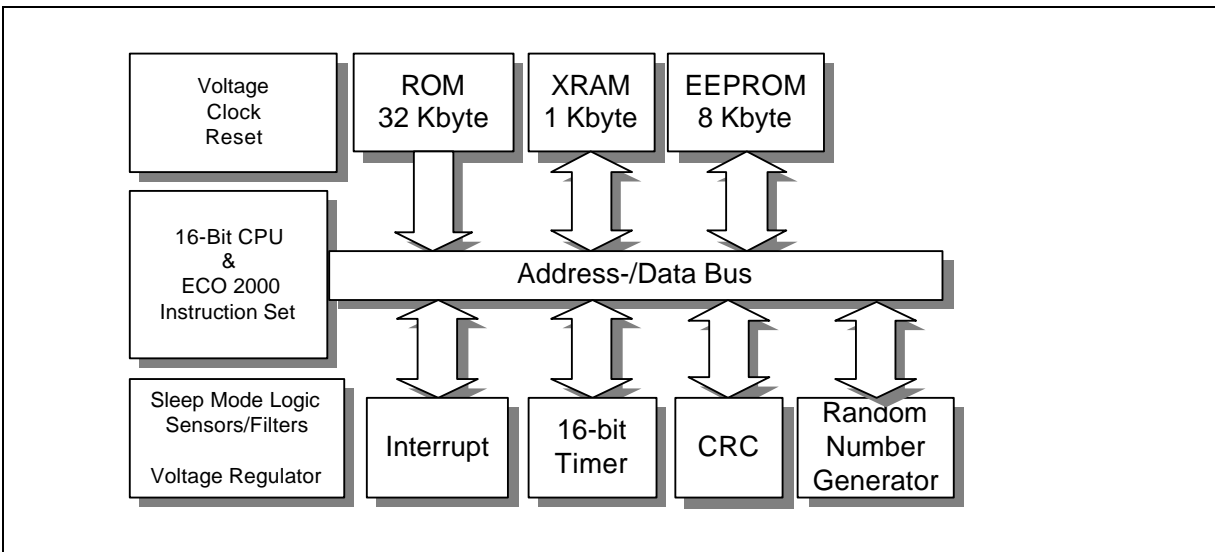 Voltage
Clock
Reset
ROM
32 Kbyte
XRAM
1 Kbyte
EEPROM
8 Kbyte
16-Bit CPU
&
ECO 2000
Instruction Set
Address-/Data Bus
Sleep Mode Logic
Sensors/Filters
Voltage Regulator
Interrupt
16-bit
Timer
CRC
Random
Number
Generator